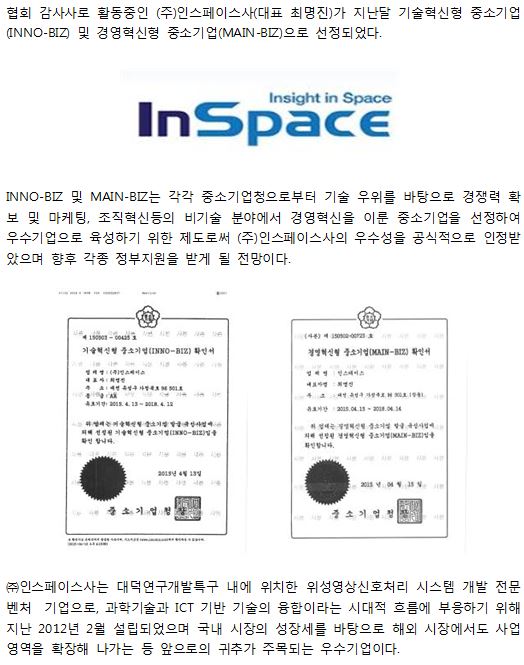 협회 감사사로 활동중인 (주)인스페이스사(대표 최명진)가 지난달 기술혁신형 중소기업
(INNO-BIZ) 및 경영혁신형 중소기업(MAIN-BIZ)으로 선정되었다.
Insight in Space
InSpace
INNO-BIZ 및 MAIN-BIZ는 각각 중소기업청으로부터 기술 우위를 바탕으로 경쟁력 확
보 및 마케팅, 조직혁신등의 비기술 분야에서 경영혁신을 이룬 중소기업을 선정하여
우수기업으로 육성하기 위한 제도로써 (주)인스페이스사의 우수성을 공식적으로 인정받
았으며 향후 각종 정부지원을 받게 될 전망이다.
제 150503-00425 호
기술혁신형 중소기업(INNO-BIZ) 확인서
업 체 명 : (주)인스페이스
대 표 자 : 최명진
주 소 : 대전 유성구 가정북로 96 501호
등 급 : AA
유효기간 : 2015. 4. 13 ~ 2018. 4. 12
위 업체는 기술혁신형 중소기업 발굴·육성사업에
의해 선정된 기술혁신형 중소기업(INNO-BIZ)임을
확인 합니다.
2015년 4월 13일
중 소 기 업 청 장
(사본) 제 150502-00723 호
경영혁신형 중소기업(MAIN-BIZ) 확인서
업 체 명 : 인스페이스
대표자명 : 최명진
주 소 : 대전 유성구 가정북로 96 501호
유효기간 : 2015.04.15 ~ 2018.04.14
위 업체는 경영혁신형 중소기업 발굴·육성사업에
의해 선정된 경영혁신형 중소기업(MAIN-BIZ)임을
확인합니다.
2015 년 04 월 15 일
중 소 기 업 청 장
㈜인스페이스사는 대덕연구개발특구 내에 위치한 위성영상신호처리 시스템 개발 전문
벤처 기업으로, 과학기술과 ICT 기반 기술의 융합이라는 시대적 흐름에 부응하기 위해
지난 2012년 2월 설립되었으며 국내 시장의 성장세를 바탕으로 해외 시장에서도 사업
영역을 확장해 나가는 등 앞으로의 귀추가 주목되는 우수기업이다.